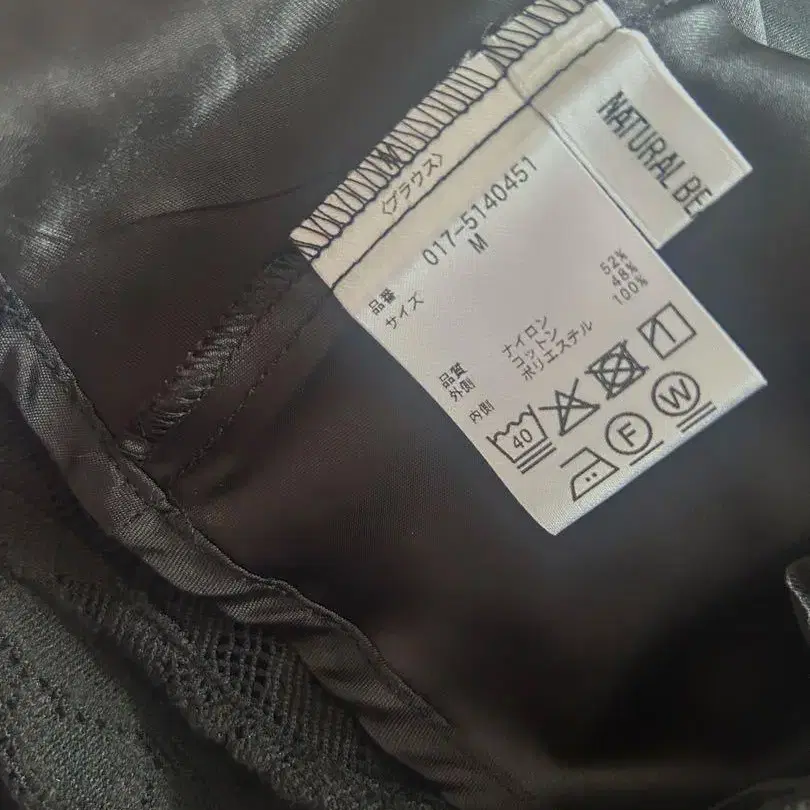 NATURAL BE
M
〈ブラウス〉
品番 017-5140451
サイズ M
品質
外側 ナイロン 52%
コットン 48%
内側 ポリエステル 100%
40
F
W